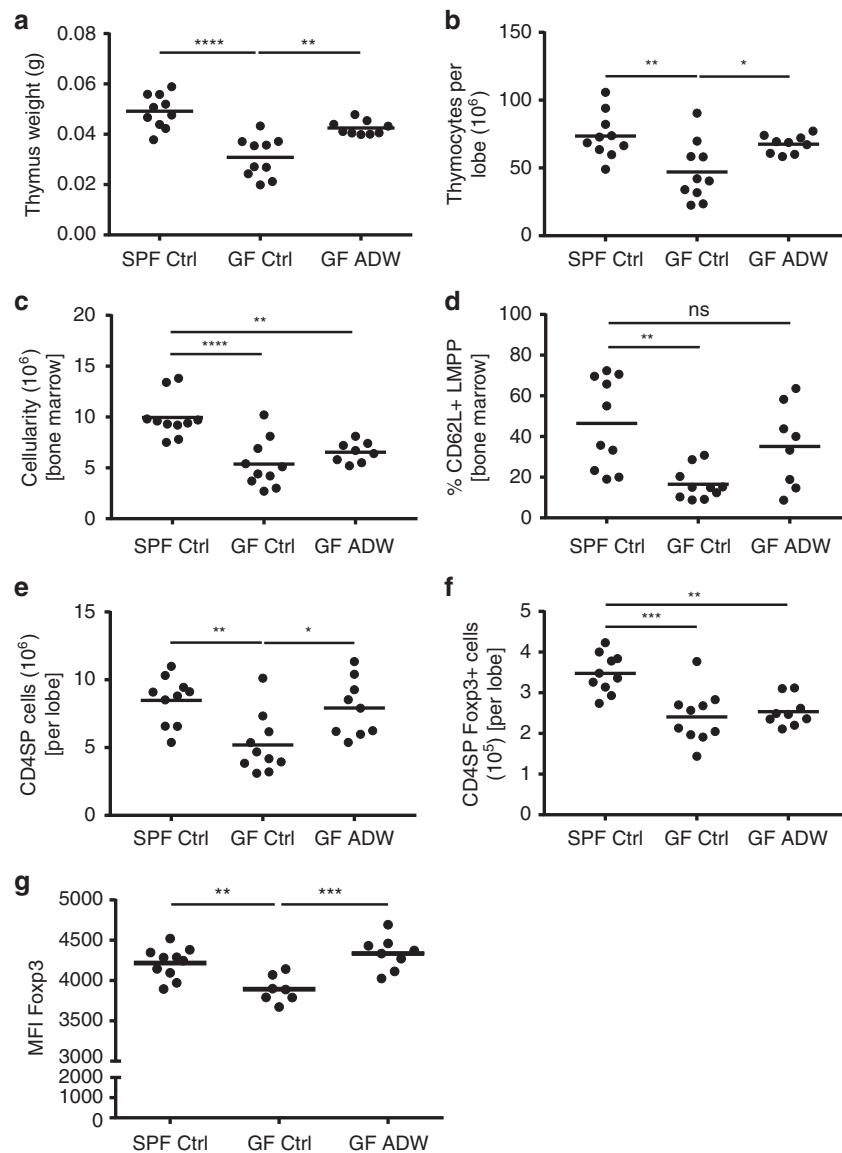 a
Thymus weight (g)
0.08
0.06
0.04
0.02
0.00
****
**
SPF Ctrl
GF Ctrl
GF ADW
b
Thymocytes per
lobe (10⁶)
150
100
50
0
**
*
SPF Ctrl
GF Ctrl
GF ADW
c
Cellularity (10⁶)
[bone marrow]
20
15
10
5
0
**
****
SPF Ctrl
GF Ctrl
GF ADW
d
% CD62L+ LMPP
[bone marrow]
100
80
60
40
20
0
ns
**
SPF Ctrl
GF Ctrl
GF ADW
e
CD4SP cells (10⁶)
[per lobe]
15
10
5
0
**
*
SPF Ctrl
GF Ctrl
GF ADW
f
CD4SP Foxp3+ cells
(10⁵) [per lobe]
5
4
3
2
1
0
**
***
SPF Ctrl
GF Ctrl
GF ADW
g
MFI Foxp3
5000
4500
4000
3500
3000
2000
1000
0
**
***
SPF Ctrl
GF Ctrl
GF ADW